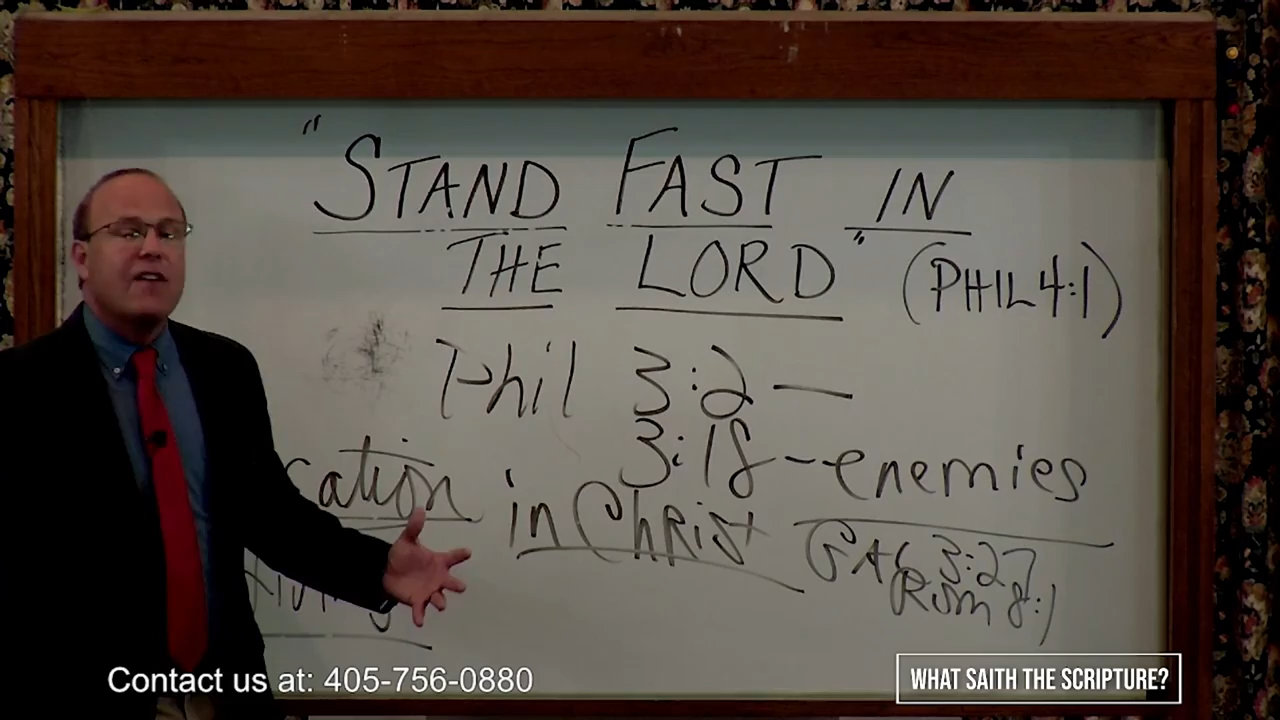 "STAND FAST IN
THE LORD" (PHIL 4:1)
Phil 3:2 —
3:18 - enemies
cation in Christ GAL 3:27
Rom 8:1
Contact us at: 405-756-0880
WHAT SAITH THE SCRIPTURE?